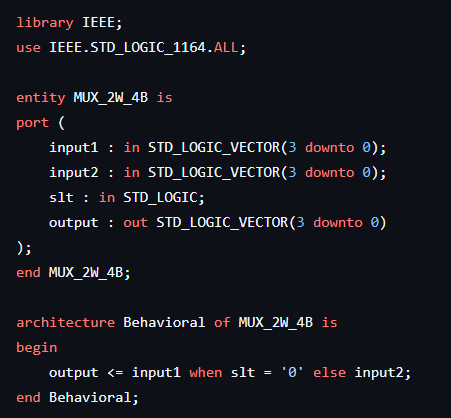 library IEEE;
use IEEE.STD_LOGIC_1164.ALL;

entity MUX_2W_4B is
port (
    input1 : in STD_LOGIC_VECTOR(3 downto 0);
    input2 : in STD_LOGIC_VECTOR(3 downto 0);
    slt : in STD_LOGIC;
    output : out STD_LOGIC_VECTOR(3 downto 0)
);
end MUX_2W_4B;

architecture Behavioral of MUX_2W_4B is
begin
    output <= input1 when slt = '0' else input2;
end Behavioral;